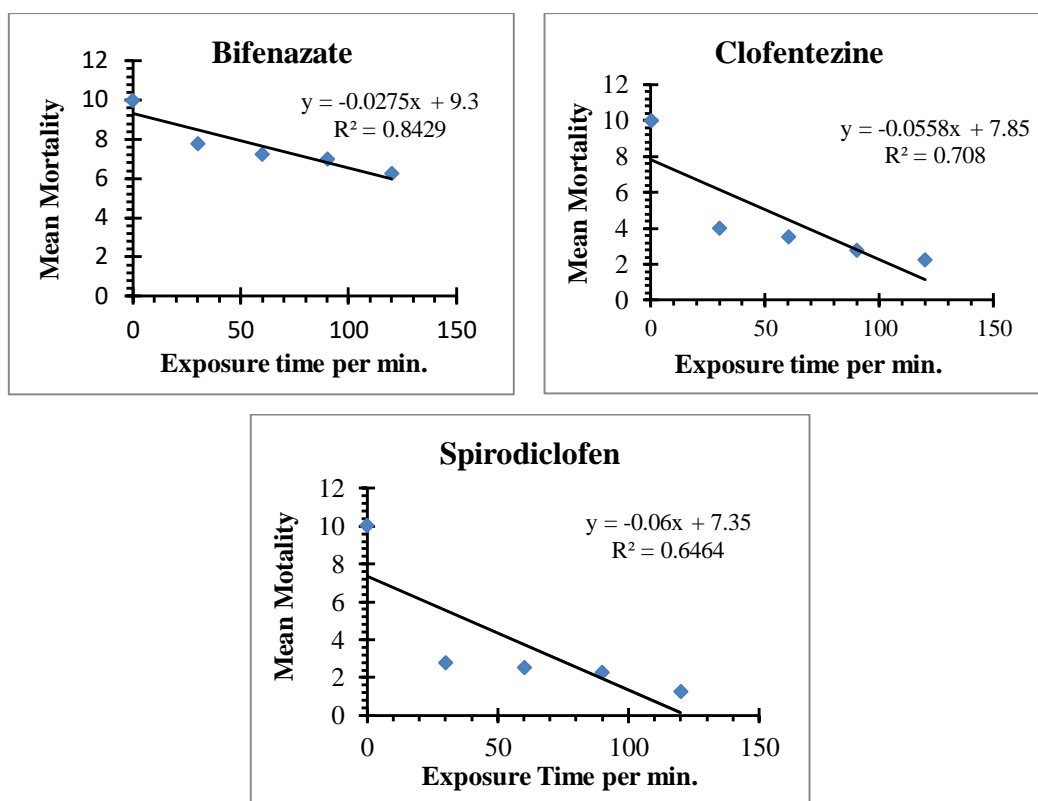 Bifenazate
y = -0.0275x + 9.3
R² = 0.8429
Mean Mortality
12
10
8
6
4
2
0
0 50 100 150
Exposure time per min.
Clofentezine
y = -0.0558x + 7.85
R² = 0.708
Mean Mortality
12
10
8
6
4
2
0
0 50 100 150
Exposure time per min.
Spirodiclofen
y = -0.06x + 7.35
R² = 0.6464
Mean Motality
12
10
8
6
4
2
0
0 50 100 150
Exposure Time per min.